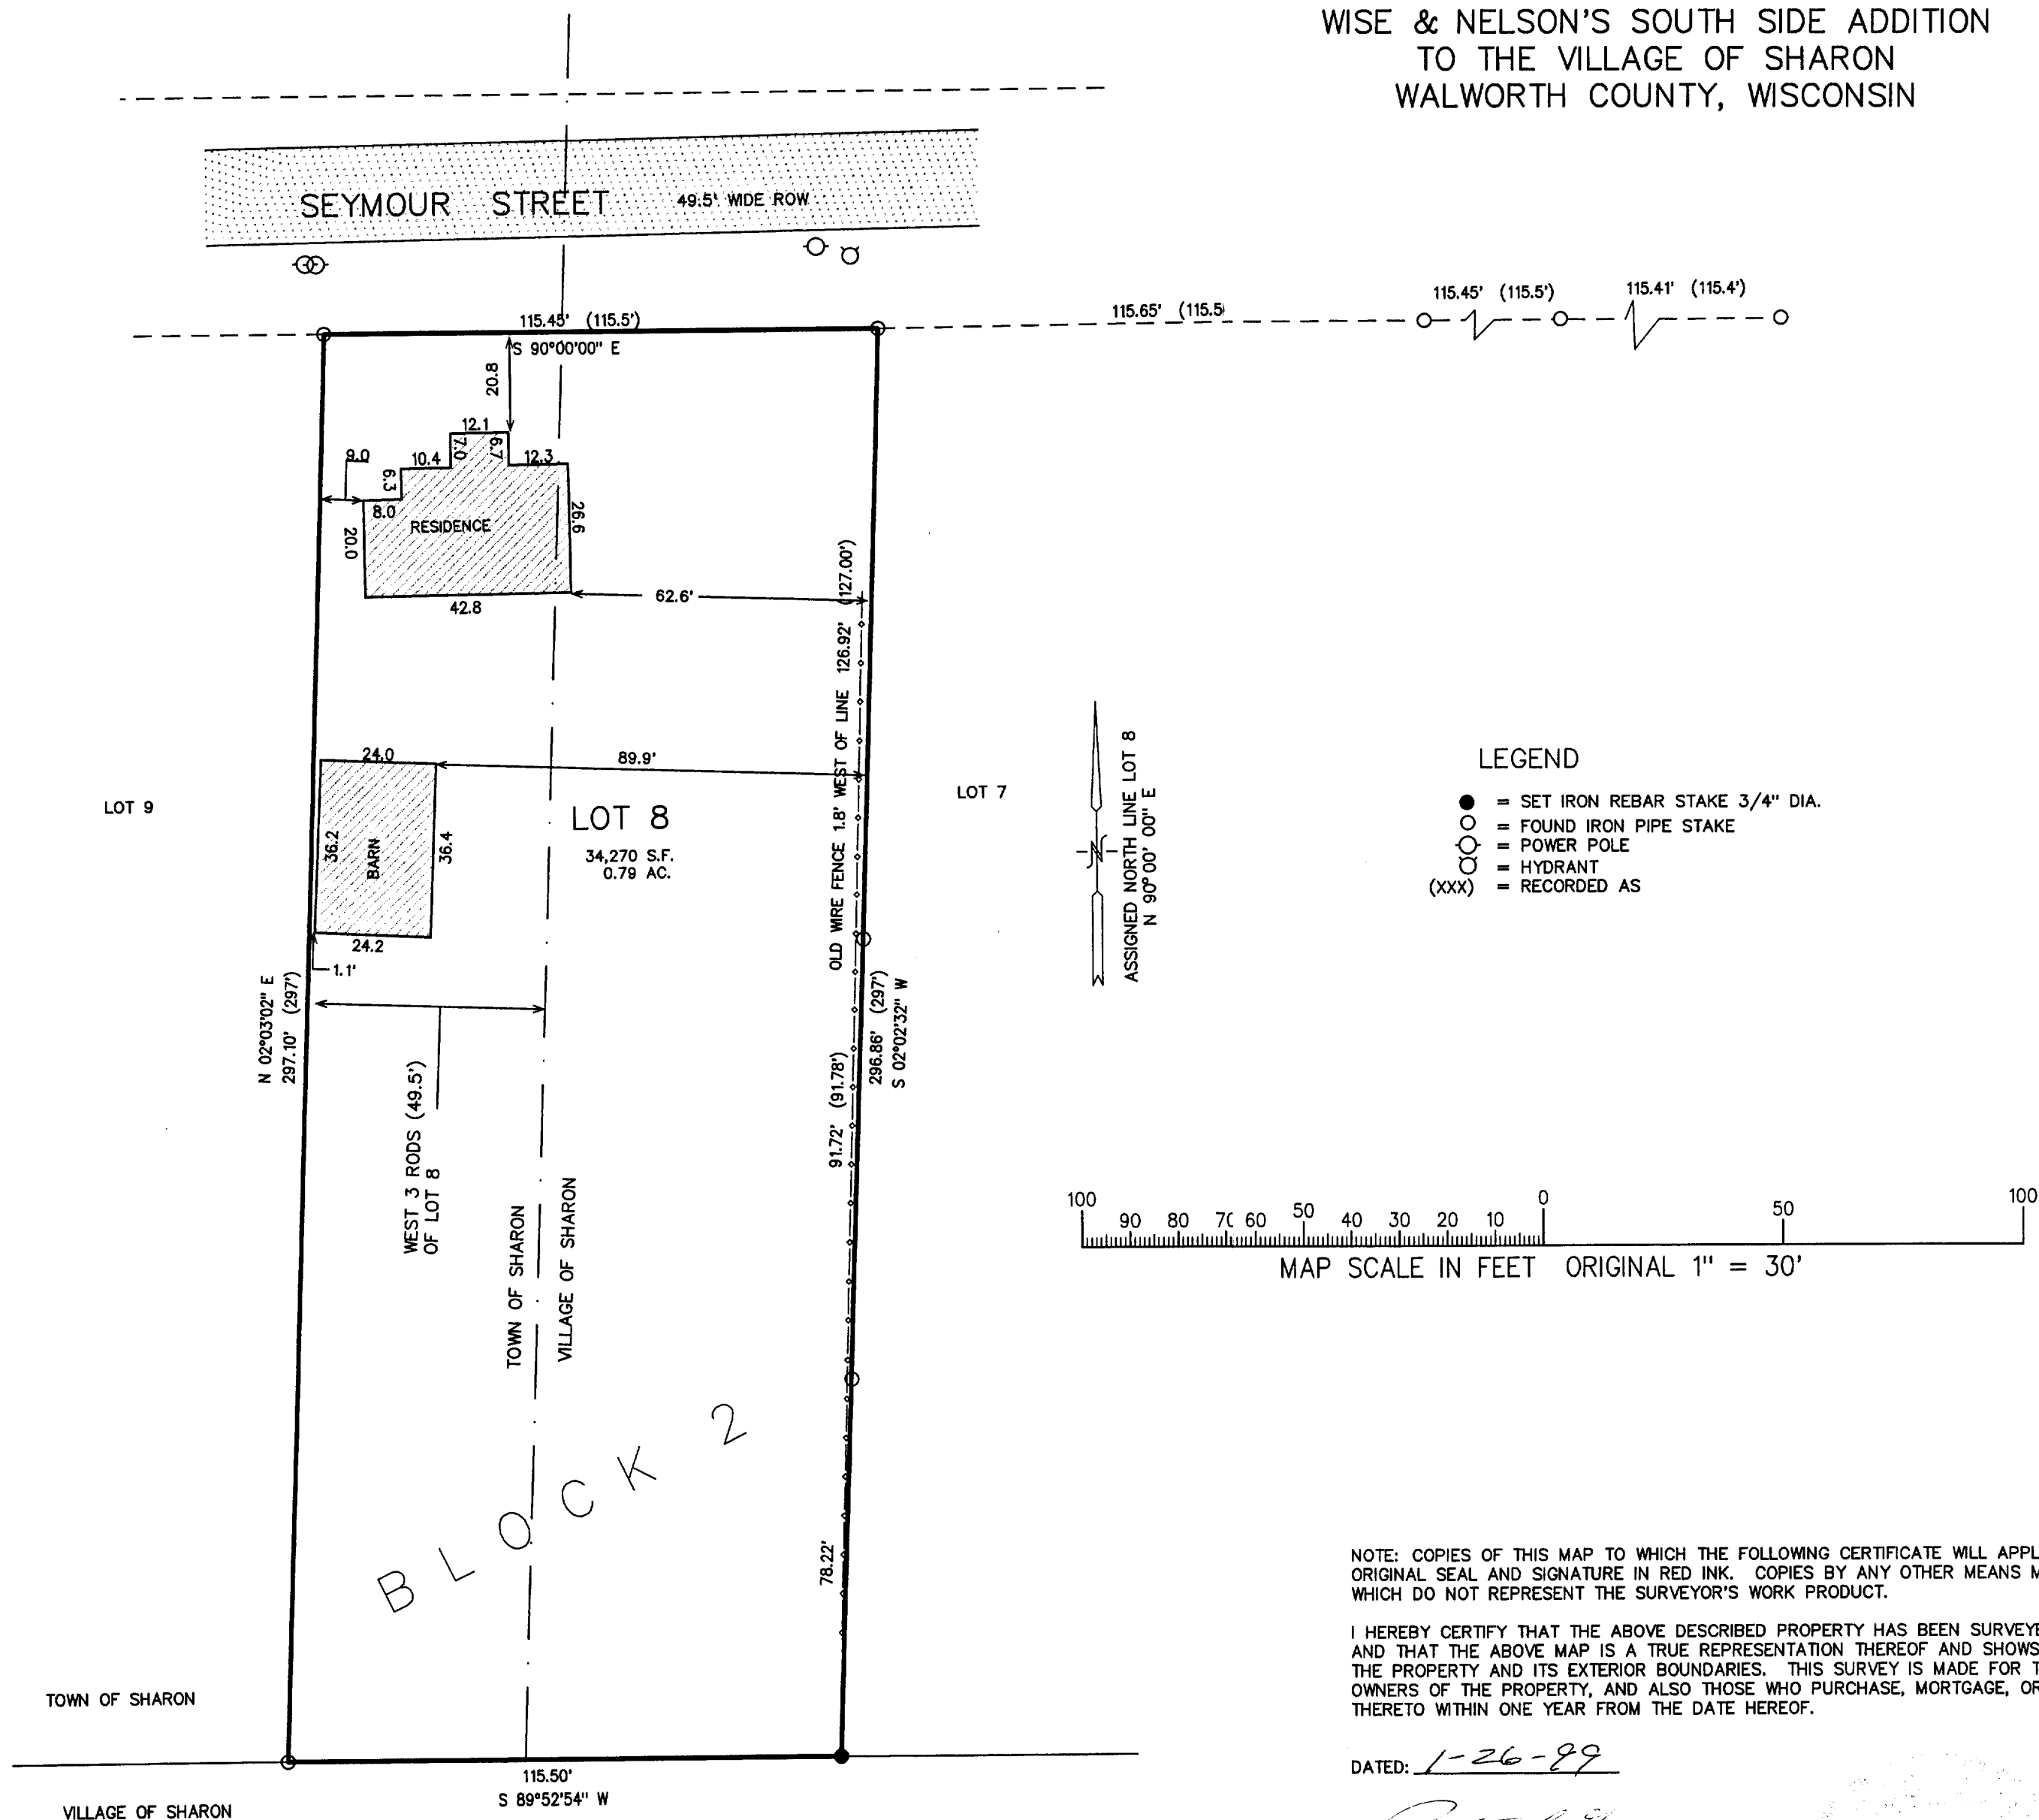 WISE & NELSON'S SOUTH SIDE ADDITION
TO THE VILLAGE OF SHARON
WALWORTH COUNTY, WISCONSIN
SEYMOUR STREET
49.5' WIDE ROW
115.45' (115.5')
S 90°00'00" E
115.65' (115.5
115.45' (115.5')
115.41' (115.4')
20.8
12.1
7.0
6.7
10.4
12.3
9.0
6.3
8.0
RESIDENCE
26.6
20.0
42.8
62.6'
OLD WIRE FENCE 1.8' WEST OF LINE 126.92' (127.00')
24.0
89.9'
LOT 9
LOT 8
34,270 S.F.
0.79 AC.
LOT 7
36.2
BARN
36.4
24.2
1.1'
N
ASSIGNED NORTH LINE LOT 8
N 90°00' 00" E
LEGEND
= SET IRON REBAR STAKE 3/4" DIA.
= FOUND IRON PIPE STAKE
= POWER POLE
= HYDRANT
(XXX) = RECORDED AS
N 02°03'02" E
297.10' (297')
296.86' (297')
S 02°02'32" W
91.72' (91.78')
WEST 3 RODS (49.5')
OF LOT 8
TOWN OF SHARON
VILLAGE OF SHARON
100 90 80 70 60 50 40 30 20 10 0 50 100
MAP SCALE IN FEET ORIGINAL 1" = 30'
BLOCK 2
78.22'
NOTE: COPIES OF THIS MAP TO WHICH THE FOLLOWING CERTIFICATE WILL APPL
ORIGINAL SEAL AND SIGNATURE IN RED INK. COPIES BY ANY OTHER MEANS M
WHICH DO NOT REPRESENT THE SURVEYOR'S WORK PRODUCT.
I HEREBY CERTIFY THAT THE ABOVE DESCRIBED PROPERTY HAS BEEN SURVEYE
AND THAT THE ABOVE MAP IS A TRUE REPRESENTATION THEREOF AND SHOWS
THE PROPERTY AND ITS EXTERIOR BOUNDARIES. THIS SURVEY IS MADE FOR T
OWNERS OF THE PROPERTY, AND ALSO THOSE WHO PURCHASE, MORTGAGE, OR
THERETO WITHIN ONE YEAR FROM THE DATE HEREOF.
TOWN OF SHARON
115.50'
S 89°52'54" W
DATED: 1-26-99
VILLAGE OF SHARON